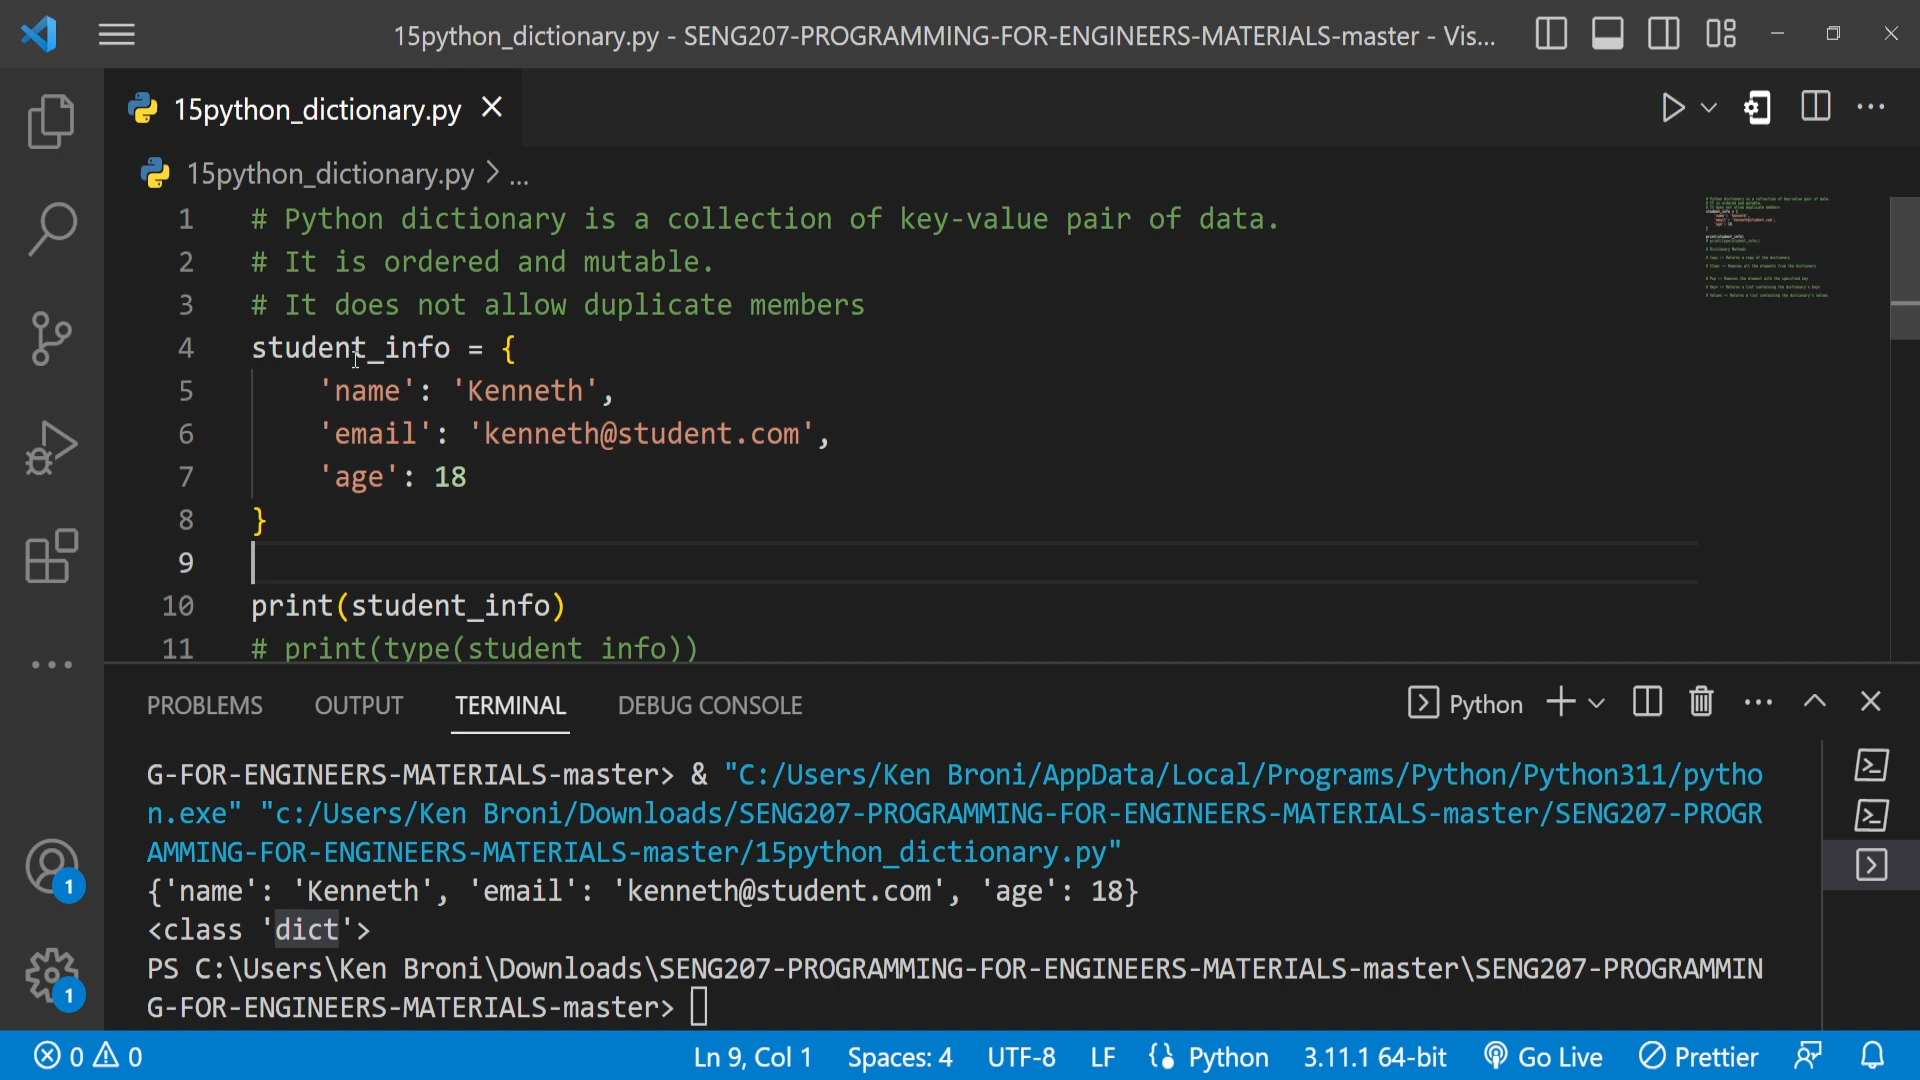 15python_dictionary.py - SENG207-PROGRAMMING-FOR-ENGINEERS-MATERIALS-master - Vis...
15python_dictionary.py
15python_dictionary.py > ...
1 # Python dictionary is a collection of key-value pair of data.
2 # It is ordered and mutable.
3 # It does not allow duplicate members
4 student_info = {
5 'name': 'Kenneth',
6 'email': 'kenneth@student.com',
7 'age': 18
8 }
9
10 print(student_info)
11 # print(type(student_info))
PROBLEMS OUTPUT TERMINAL DEBUG CONSOLE Python
G-FOR-ENGINEERS-MATERIALS-master> & "C:/Users/Ken Broni/AppData/Local/Programs/Python/Python311/pytho
n.exe" "c:/Users/Ken Broni/Downloads/SENG207-PROGRAMMING-FOR-ENGINEERS-MATERIALS-master/SENG207-PROGR
AMMING-FOR-ENGINEERS-MATERIALS-master/15python_dictionary.py"
{'name': 'Kenneth', 'email': 'kenneth@student.com', 'age': 18}
<class 'dict'>
PS C:\Users\Ken Broni\Downloads\SENG207-PROGRAMMING-FOR-ENGINEERS-MATERIALS-master\SENG207-PROGRAMMIN
G-FOR-ENGINEERS-MATERIALS-master>
1
1
0 0 Ln 9, Col 1 Spaces: 4 UTF-8 LF Python 3.11.1 64-bit Go Live Prettier